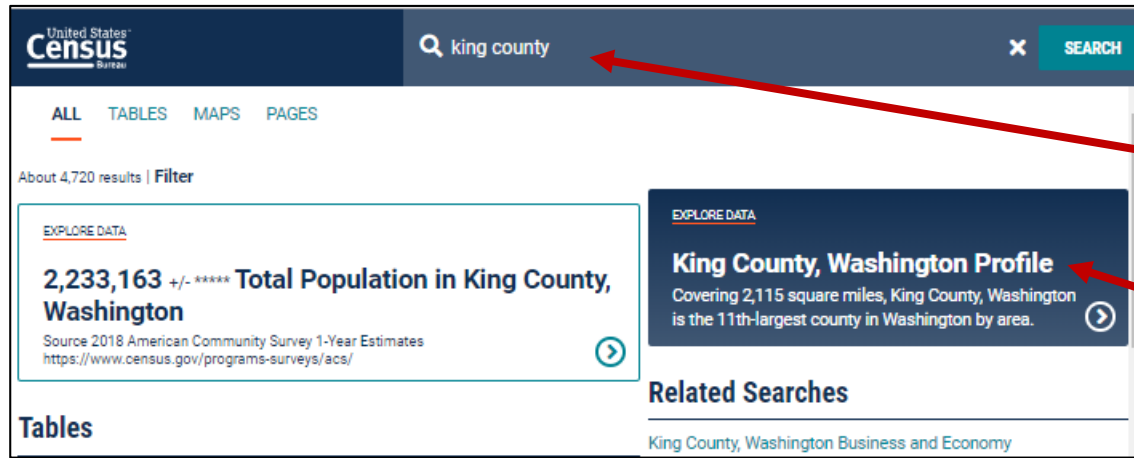 United States®
Census
Bureau
king county
SEARCH
ALL TABLES MAPS PAGES
About 4,720 results | Filter
EXPLORE DATA
2,233,163 +/- ***** Total Population in King County,
Washington
Source 2018 American Community Survey 1-Year Estimates
https://www.census.gov/programs-surveys/acs/
EXPLORE DATA
King County, Washington Profile
Covering 2,115 square miles, King County, Washington
is the 11th-largest county in Washington by area.
Tables
Related Searches
King County, Washington Business and Economy